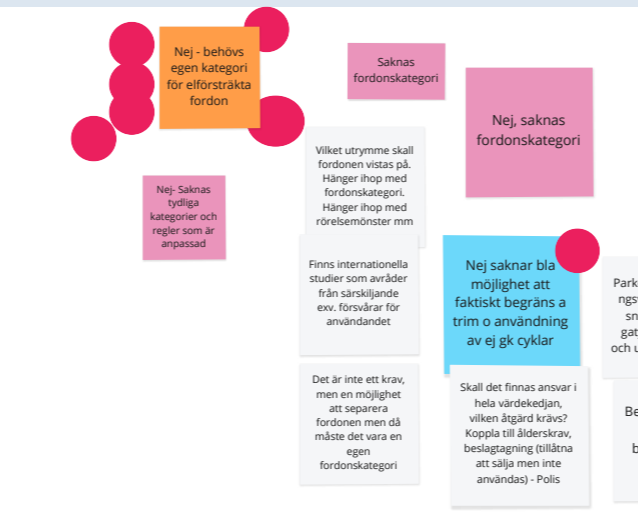 Nej - behövs
egen kategori
för elförsträkta
fordon
Saknas
fordonskategori
Nej, saknas
fordonskategori
Vilket utrymme skall
fordonen vistas på.
Hänger ihop med
fordonskategori.
Hänger ihop med
rörelsemönster mm
Nej- Saknas
tydliga
kategorier och
regler som är
anpassad
Finns internationella
studier som avråder
från särskiljande
exv. försvårar för
användandet
Nej saknar bla
möjlighet att
faktiskt begräns a
trim o användning
av ej gk cyklar
Det är inte ett krav,
men en möjlighet
att separera
fordonen men då
måste det vara en
egen
fordonskategori
Skall det finnas ansvar i
hela värdekedjan,
vilken åtgärd krävs?
Koppla till ålderskrav,
beslagtagning (tillåtna
att sälja men inte
användas) - Polis